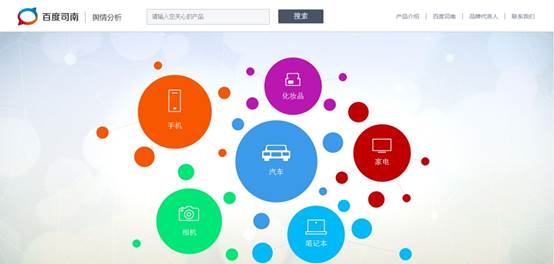 百度司南 舆情分析 请输入您关心的产品 搜索 产品介绍 百度司南 品牌代言人 联系我们
化妆品
手机
家电
汽车
相机
笔记本